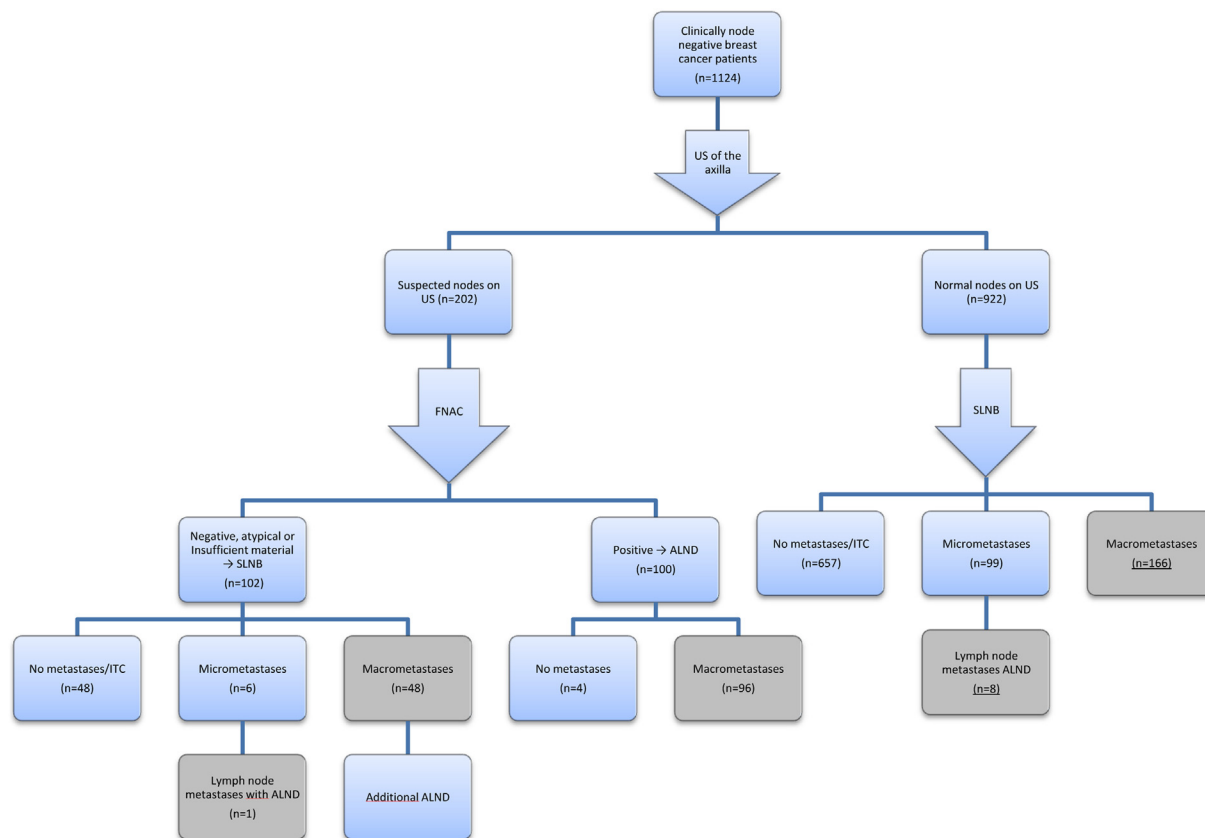 Clinically node
negative breast
cancer patients
(n=1124)
US of the
axilla
Suspected nodes on
US (n=202)
Normal nodes on US
(n=922)
FNAC
SLNB
Negative, atypical or
Insufficient material
→ SLNB
(n=102)
Positive → ALND
(n=100)
No metastases/ITC
(n=657)
Micrometastases
(n=99)
Macrometastases
(n=166)
No metastases/ITC
(n=48)
Micrometastases
(n=6)
Macrometastases
(n=48)
No metastases
(n=4)
Macrometastases
(n=96)
Lymph node
metastases ALND
(n=8)
Lymph node
metastases with ALND
(n=1)
Additional ALND